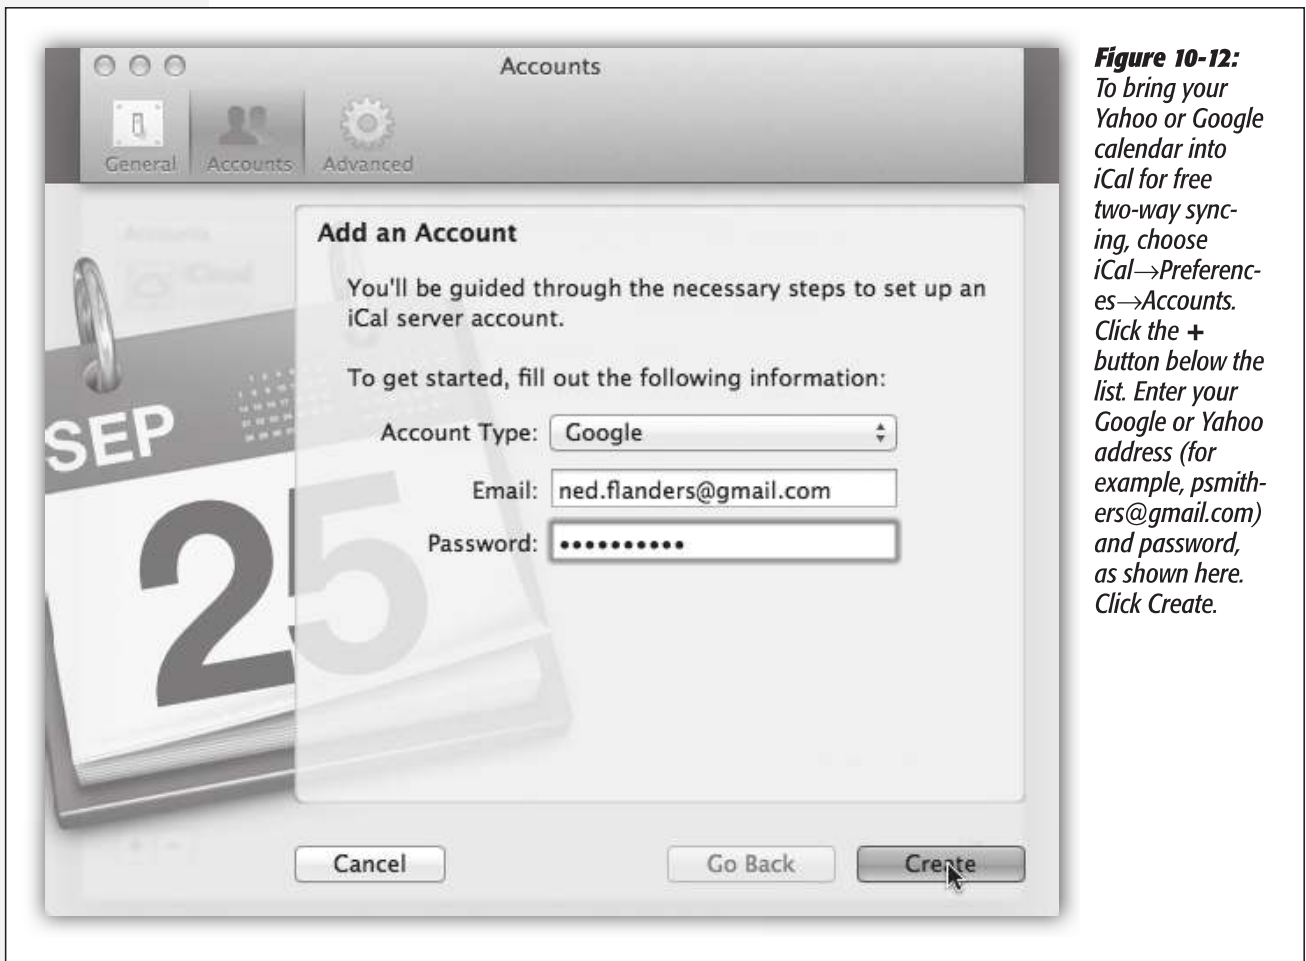 Accounts
General
Accounts
Advanced
Accounts
iCloud
Add an Account
You'll be guided through the necessary steps to set up an
iCal server account.
To get started, fill out the following information:
Account Type: Google
Email: ned.flanders@gmail.com
Password: ••••••••••
SEP
25
Cancel
Go Back
Create
Figure 10-12:
To bring your
Yahoo or Google
calendar into
iCal for free
two-way sync-
ing, choose
iCal→Preferenc-
es→Accounts.
Click the +
button below the
list. Enter your
Google or Yahoo
address (for
example, psmith-
ers@gmail.com)
and password,
as shown here.
Click Create.